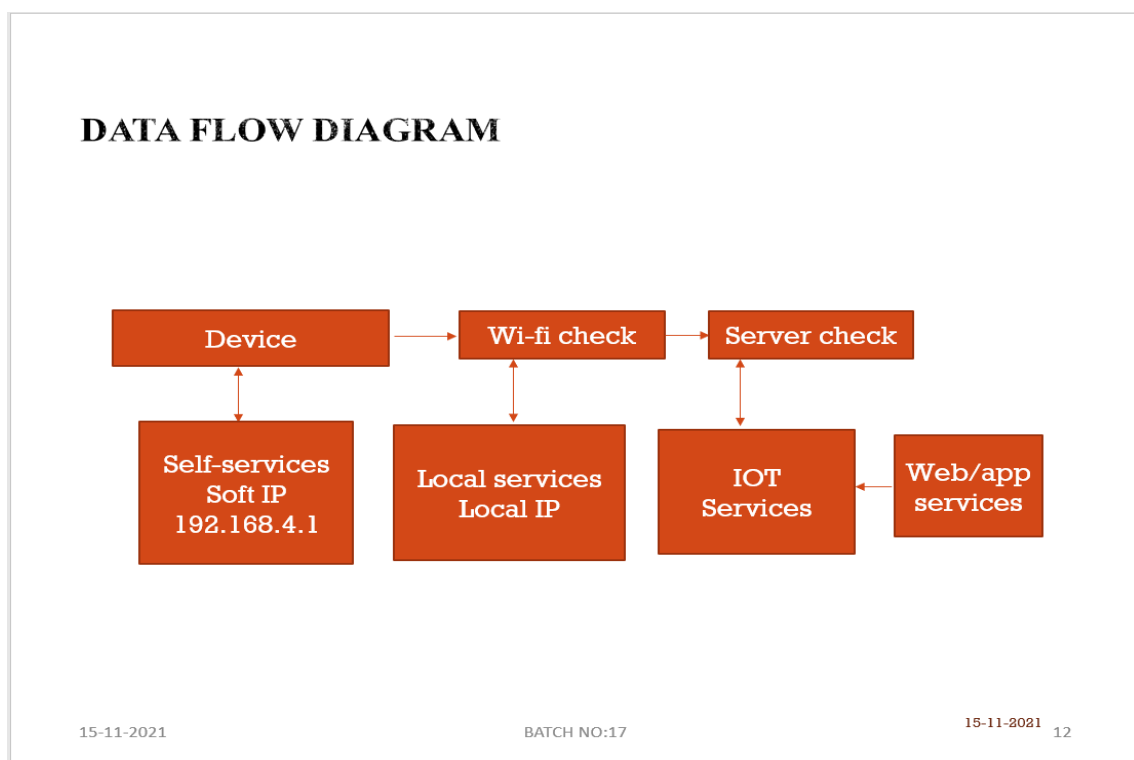 DATA FLOW DIAGRAM
Device
Wi-fi check
Server check
Self-services
Soft IP
192.168.4.1
Local services
Local IP
IOT
Services
Web/app
services
15-11-2021
BATCH NO:17
15-11-2021
12